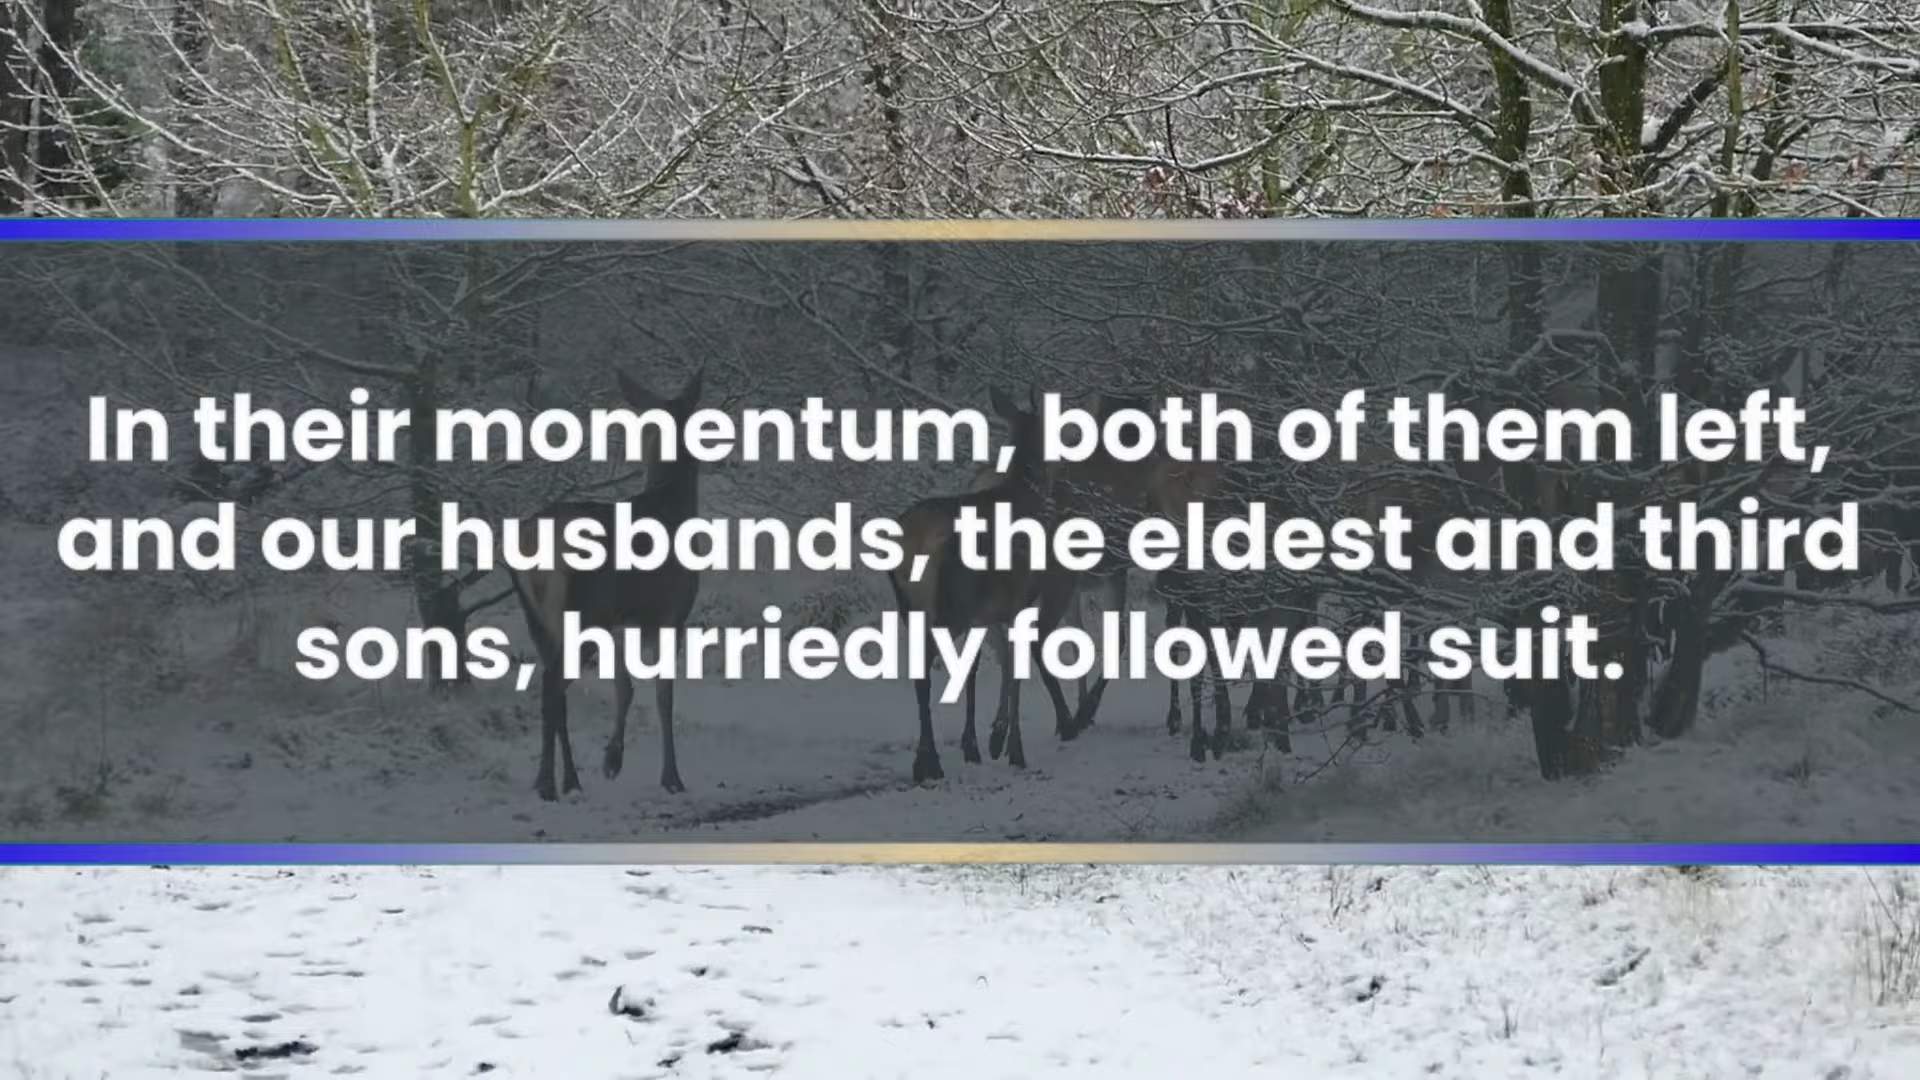 In their momentum, both of them left,
and our husbands, the eldest and third
sons, hurriedly followed suit.